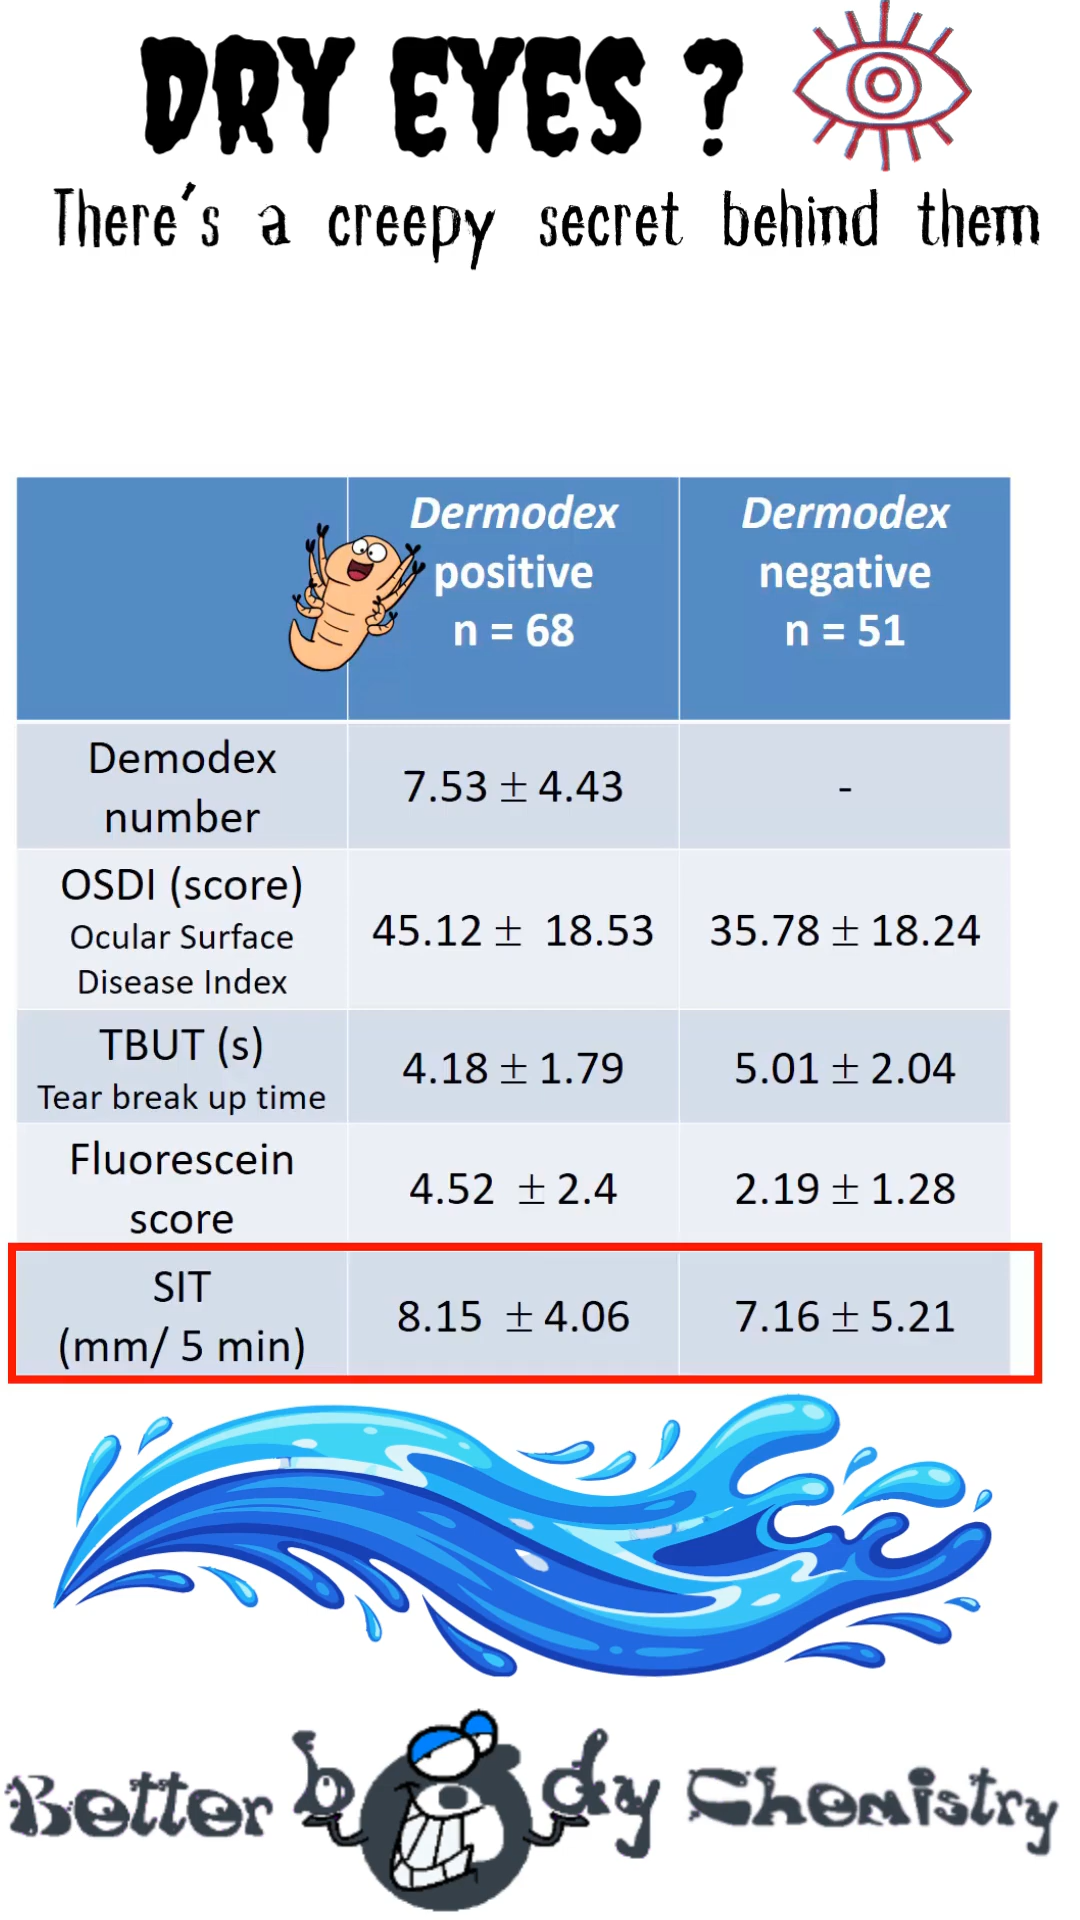 DRY EYES ?
There's a creepy secret behind them
Dermodex
positive
n = 68
Dermodex
negative
n = 51
Demodex
number
7.53 ± 4.43
-
OSDI (score)
Ocular Surface
Disease Index
45.12 ± 18.53
35.78 ± 18.24
TBUT (s)
Tear break up time
4.18 ± 1.79
5.01 ± 2.04
Fluorescein
score
4.52 ± 2.4
2.19 ± 1.28
SIT
(mm/ 5 min)
8.15 ± 4.06
7.16 ± 5.21
Better body Chemistry